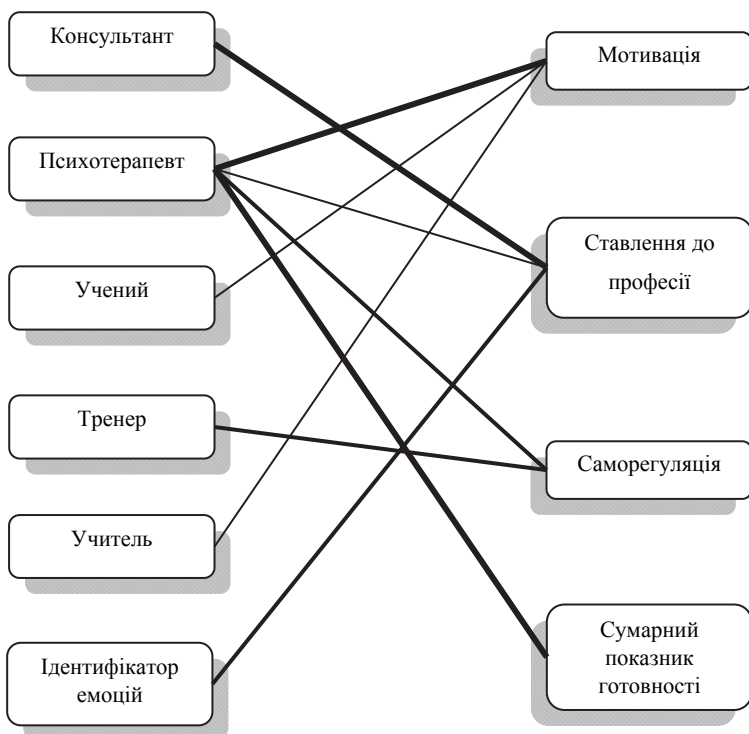 Консультант
Психотерапевт
Учений
Тренер
Учитель
Ідентифікатор
емоцій
Мотивація
Ставлення до
професії
Саморегуляція
Сумарний
показник
готовності